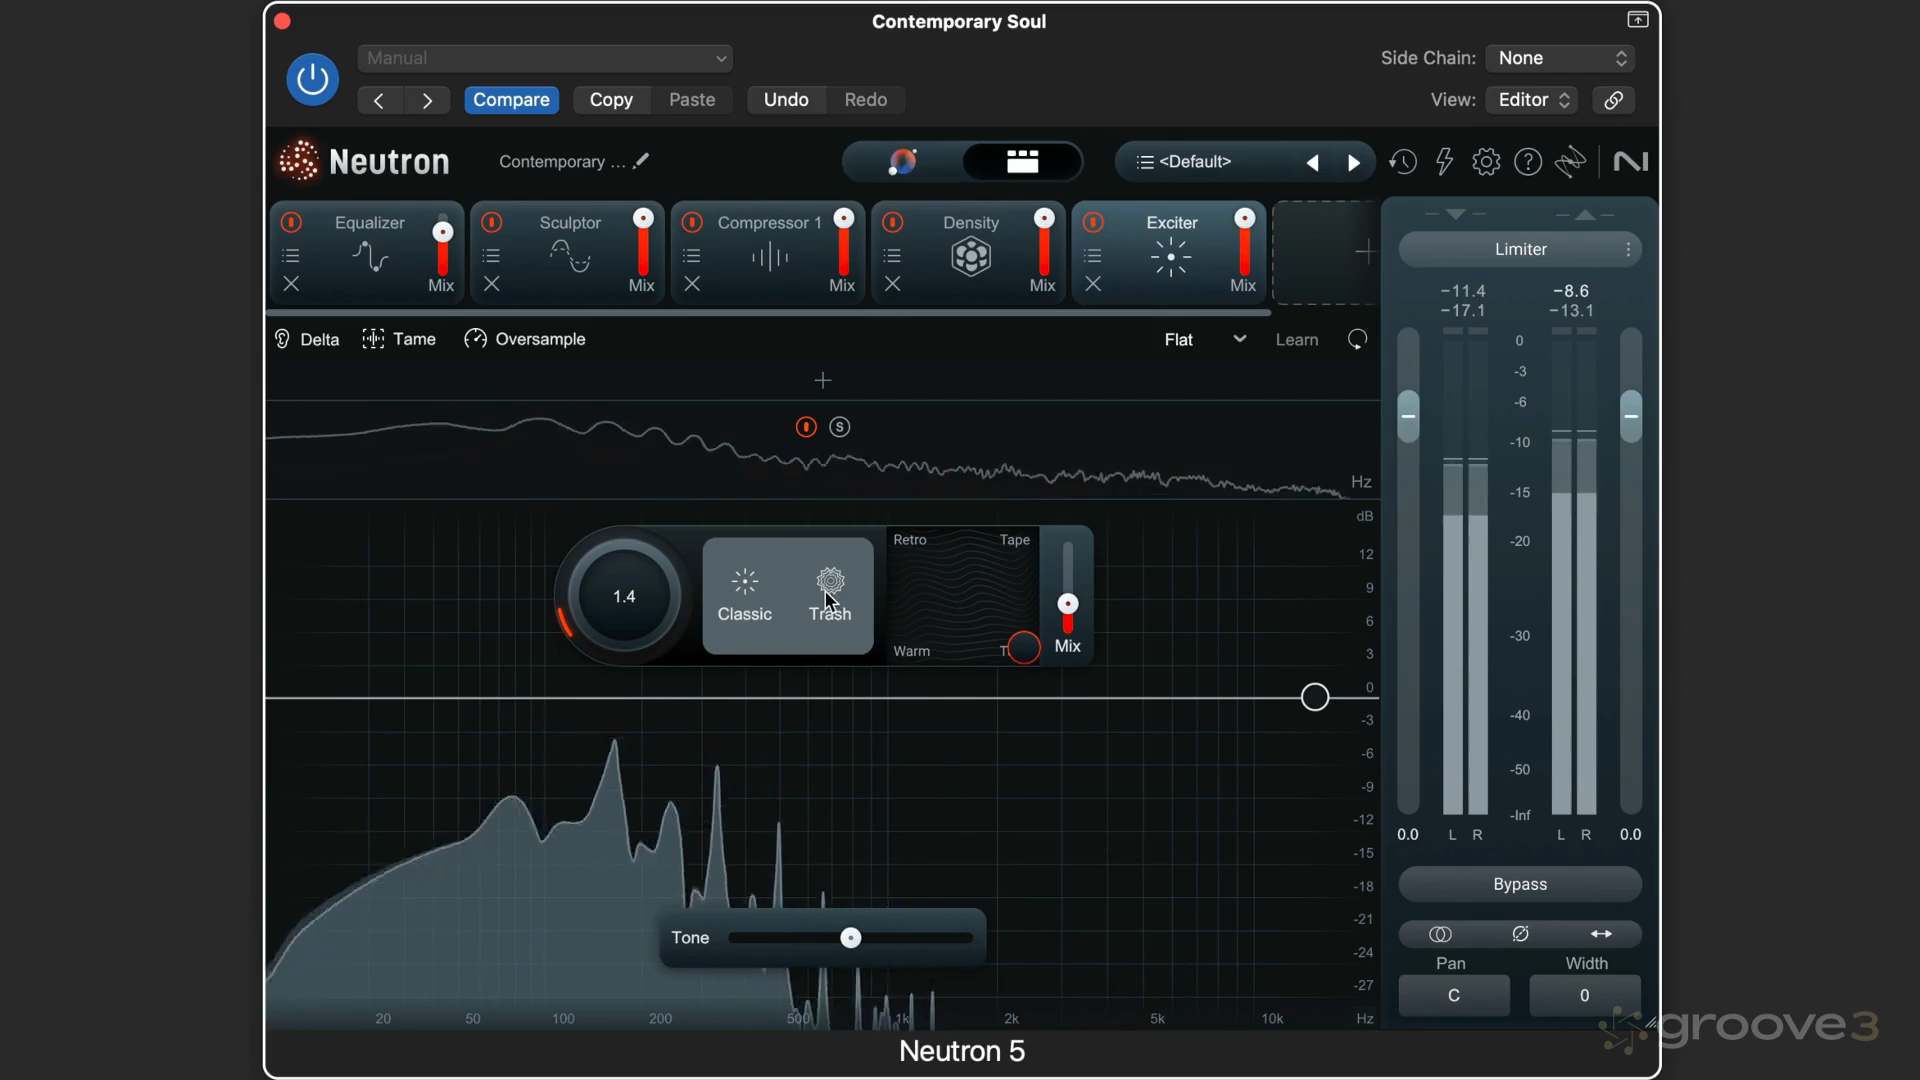 Contemporary Soul
Manual
Side Chain: None
Compare Copy Paste Undo Redo
View: Editor
Neutron Contemporary ... <Default>
Equalizer Sculptor Compressor 1 Density Exciter
Mix Mix Mix Mix Mix
Limiter
-11.4 -8.6
-17.1 -13.1
Delta Tame Oversample Flat Learn
S
Hz
dB
Retro Tape
1.4
Classic Trash
Warm
Mix
12
9
6
3
0
-3
-6
-9
-12
-15
-18
-21
-24
-27
0
-3
-6
-10
-15
-20
-30
-40
-50
-Inf
0.0 L R L R 0.0
Tone
Bypass
Pan Width
C 0
20 50 100 200 500 1k 2k 5k 10k Hz
groove3
Neutron 5